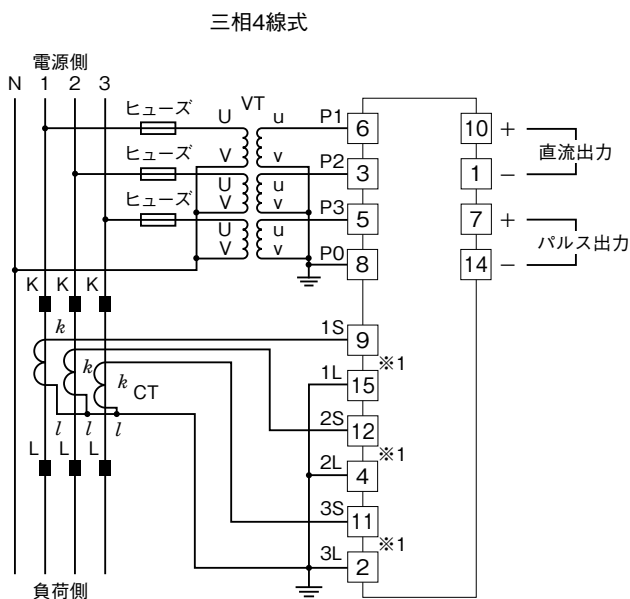 三相4線式
電源側
N 1 2 3
ヒューズ U VT u P1 6 10 +
直流出力
ヒューズ V v P2 3 1 −
U u
ヒューズ V v P3 5 7 +
パルス出力
U u
V v P0 8 14 −
K K K
k 1S 9
※1
k k CT 1L 15
l l l 2S 12
L L L ※1
2L 4
3S 11
※1
3L 2
負荷側